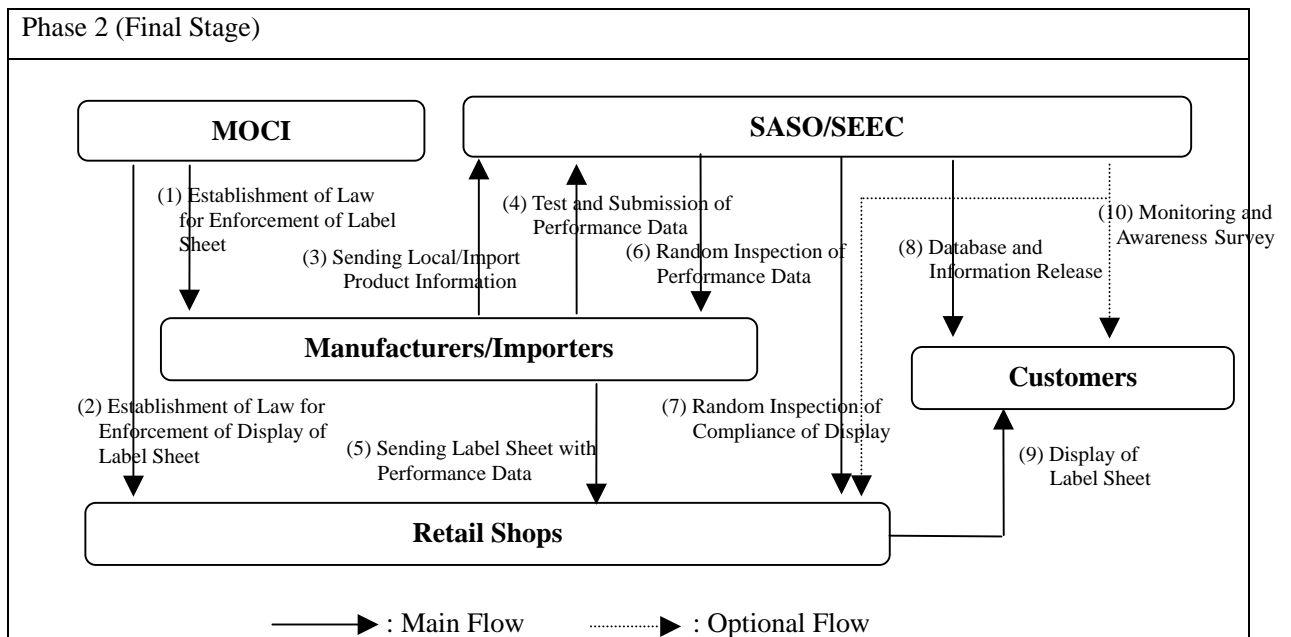 Phase 2 (Final Stage)
MOCI
SASO/SEEC
(1) Establishment of Law
for Enforcement of Label
Sheet
(3) Sending Local/Import
Product Information
(4) Test and Submission of
Performance Data
(6) Random Inspection of
Performance Data
(8) Database and
Information Release
(10) Monitoring and
Awareness Survey
Manufacturers/Importers
Customers
(2) Establishment of Law for
Enforcement of Display of
Label Sheet
(5) Sending Label Sheet with
Performance Data
(7) Random Inspection of
Compliance of Display
(9) Display of
Label Sheet
Retail Shops
: Main Flow
: Optional Flow